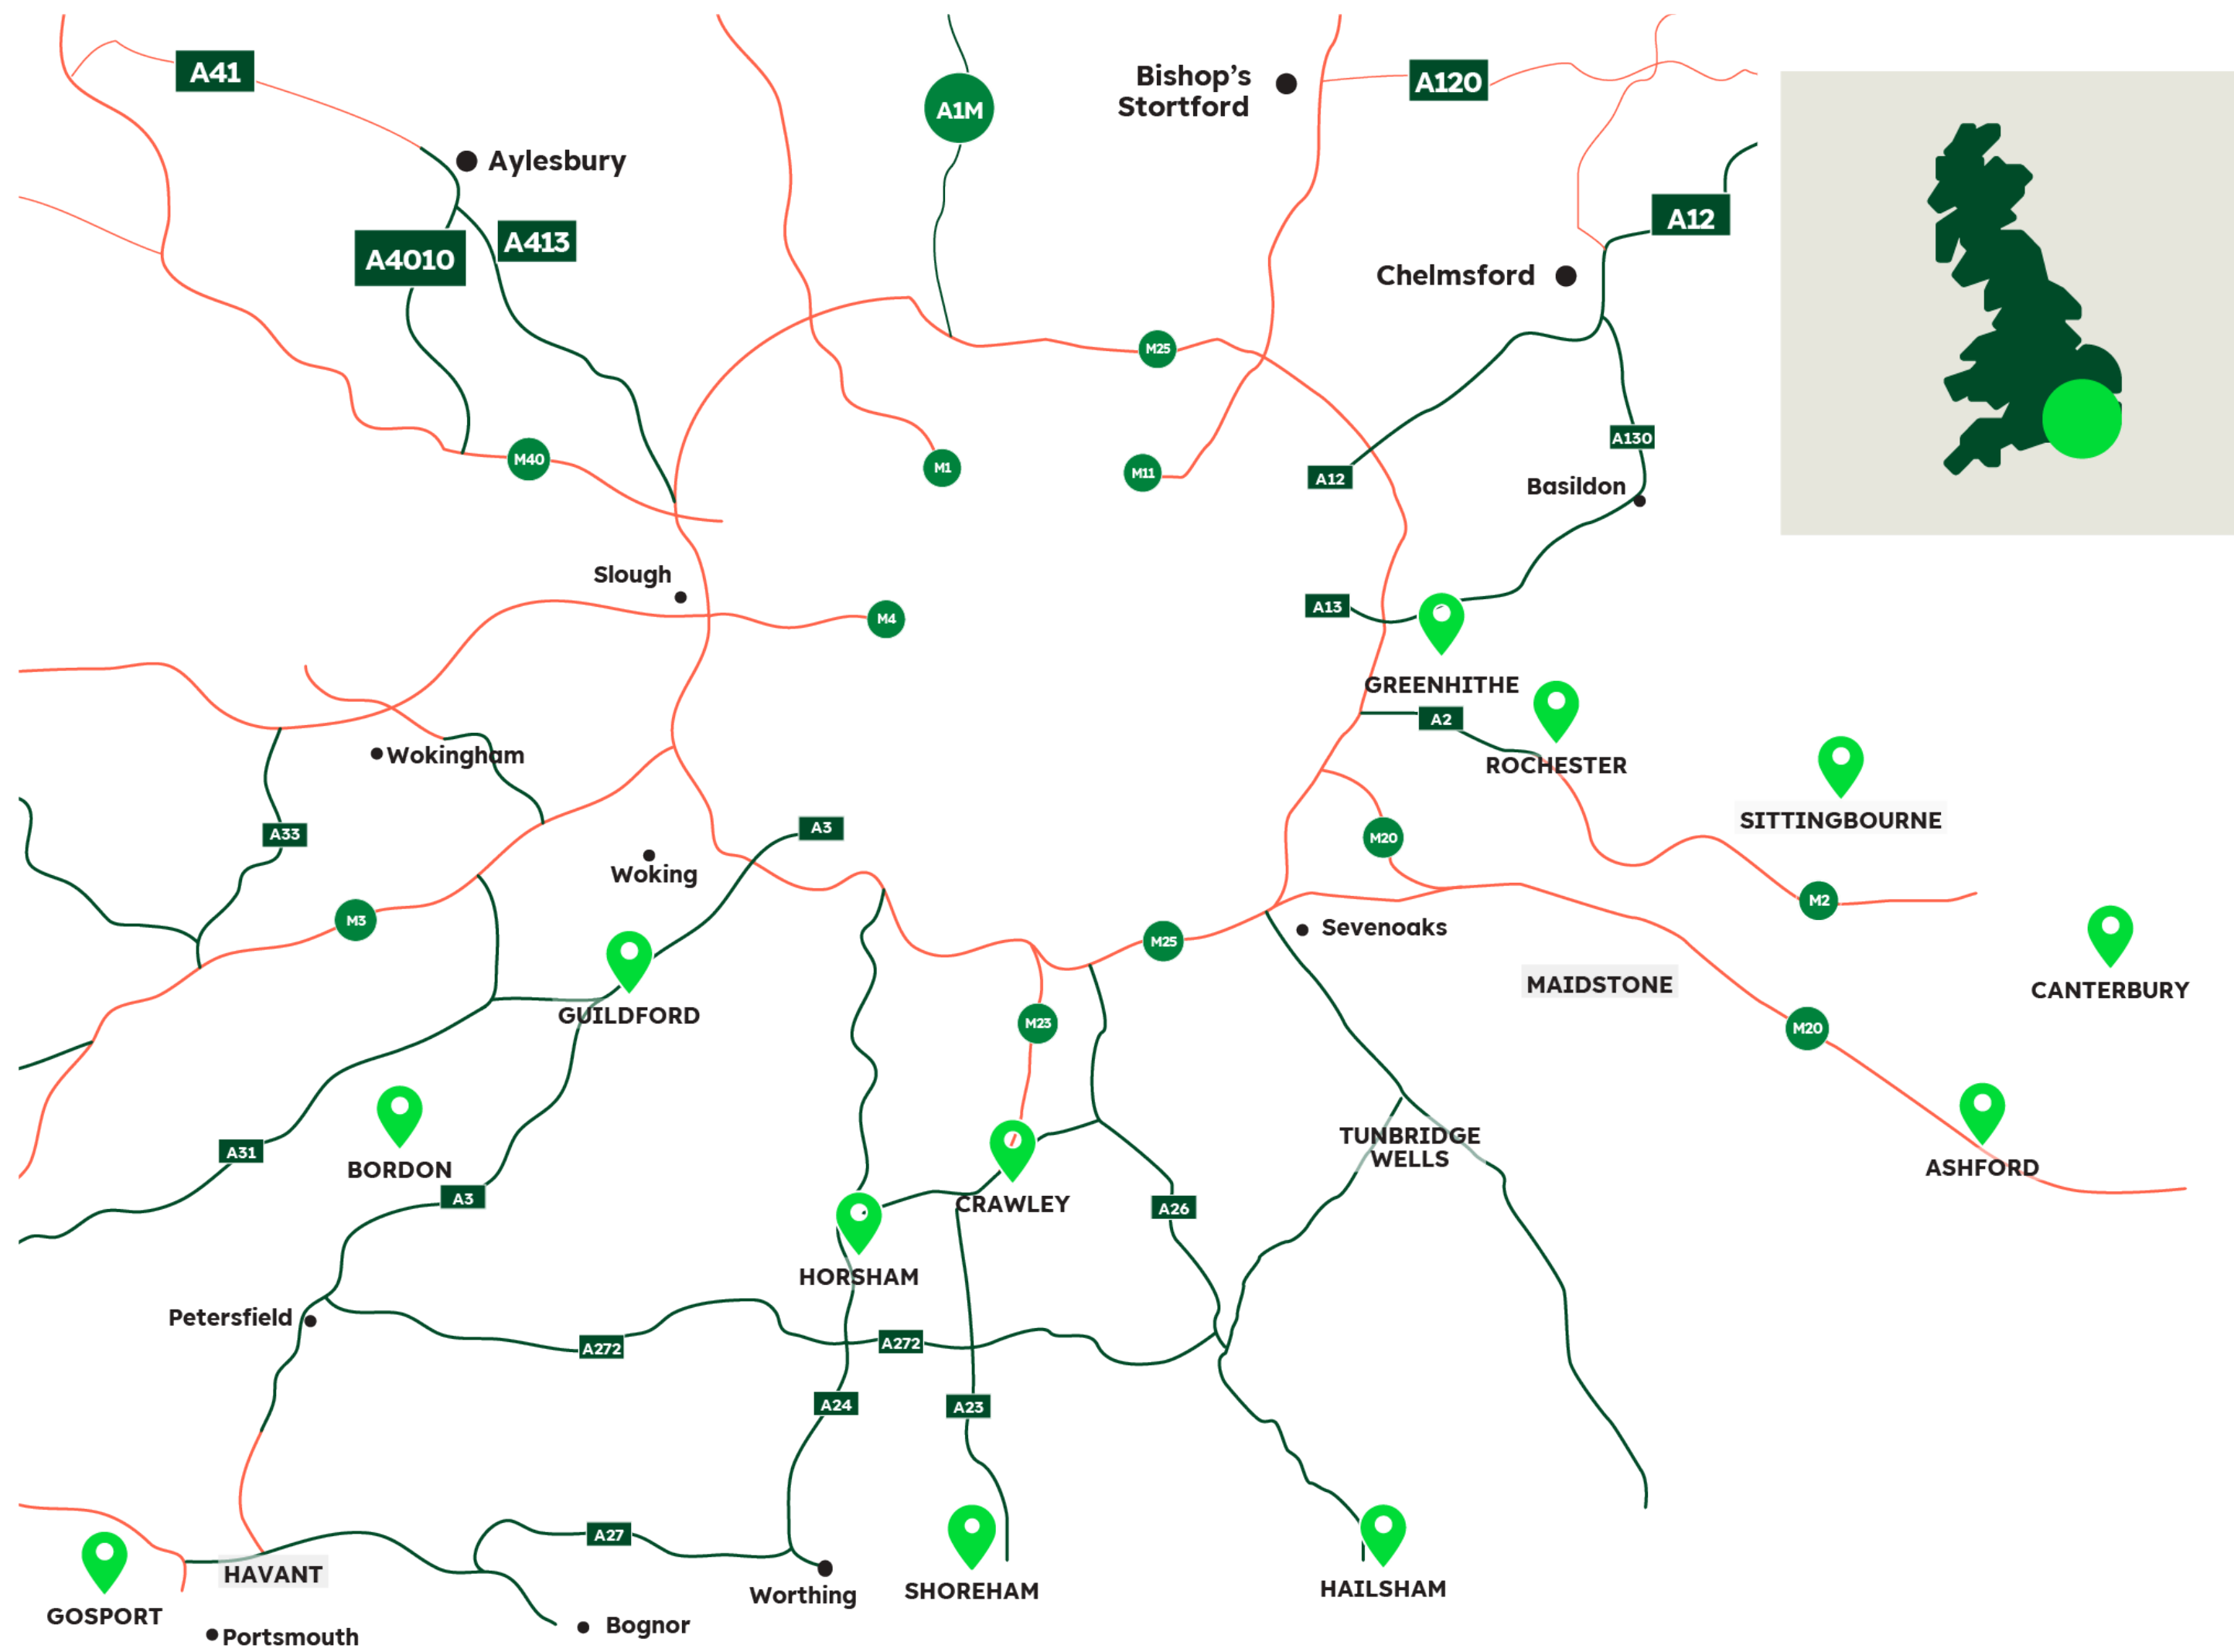 A41
A1M
Bishop's
Stortford
A120
Aylesbury
A12
A4010
A413
Chelmsford
M25
M40
M1
M11
A12
A130
Basildon
Slough
M4
A13
GREENHITHE
A2
Wokingham
ROCHESTER
SITTINGBOURNE
A33
A3
M20
Woking
M3
M2
M25
Sevenoaks
MAIDSTONE
CANTERBURY
GUILDFORD
M23
M20
A31
BORDON
TUNBRIDGE
WELLS
ASHFORD
A3
CRAWLEY
A26
HORSHAM
Petersfield
A272
A272
A24
A23
A27
HAVANT
Worthing
SHOREHAM
HAILSHAM
GOSPORT
Bognor
Portsmouth